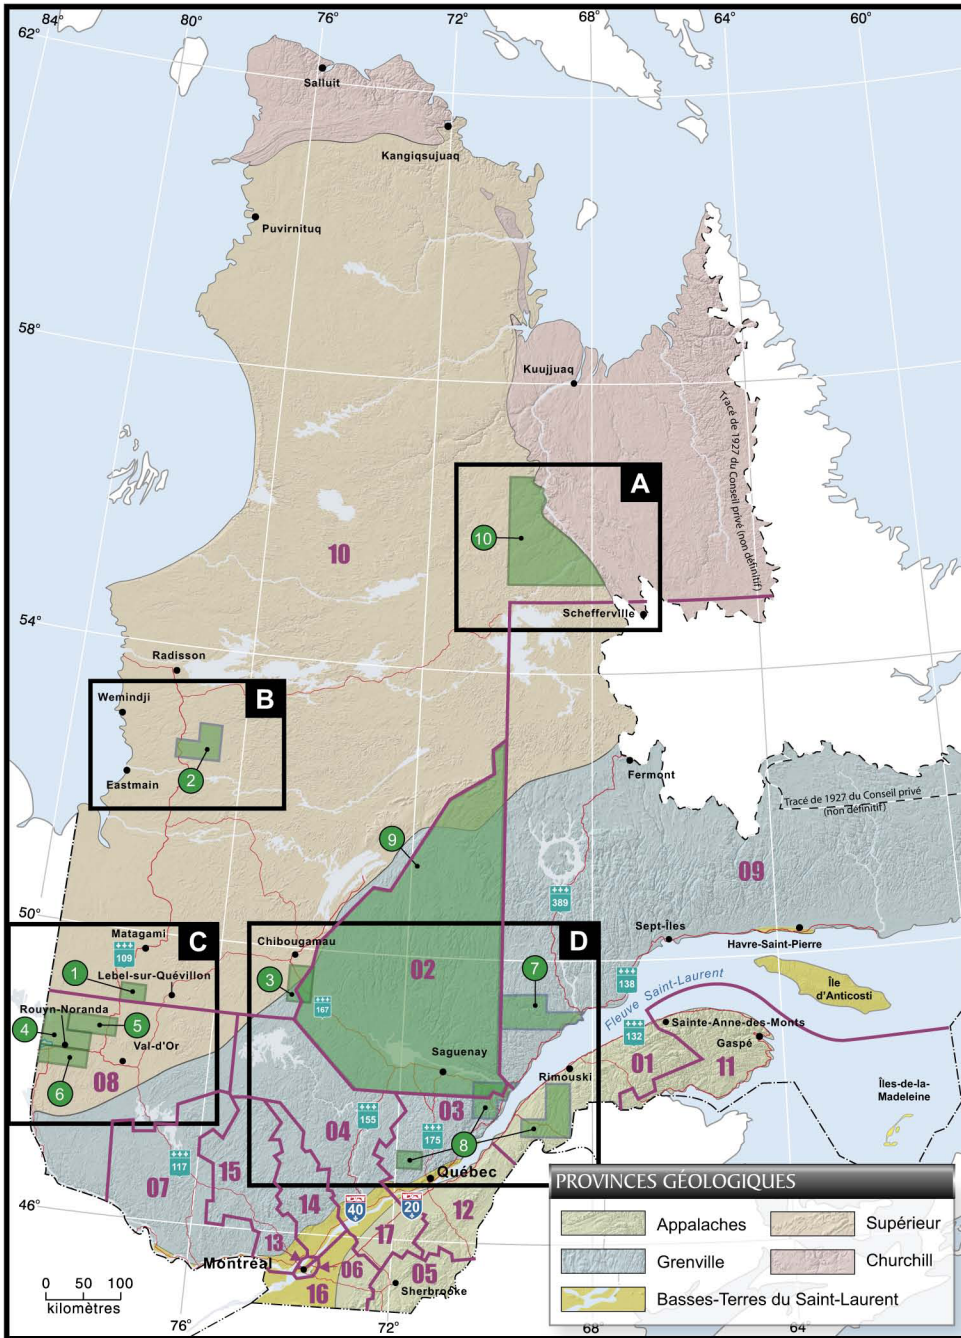 84°
80°
76°
72°
68°
64°
60°
62°
58°
54°
50°
46°
Salluit
Kangiqsujuaq
Puvirnituq
Kuujjuaq
Tracé de 1927 du Conseil privé (non définitif)
A
10
10
Schefferville
Radisson
B
Wemindji
2
Eastmain
Fermont
Tracé de 1927 du Conseil privé
(non définitif)
9
09
389
50°
Sept-Îles
Havre-Saint-Pierre
C
Matagami
109
Lebel-sur-Quévillon
1
Rouyn-Noranda
4
5
Val-d'Or
6
08
D
Chibougamau
3
167
02
7
138
Fleuve Saint-Laurent
Île
d'Anticosti
132
Sainte-Anne-des-Monts
Gaspé
01
11
Saguenay
Rimouski
Îles-de-la-
Madeleine
03
04
155
175
8
07
117
15
14
Québec
40
20
12
13
17
Montréal
06
05
16
Sherbrooke
0 50 100
kilomètres
76°
72°
68°
64°
PROVINCES GÉOLOGIQUES
Appalaches
Supérieur
Grenville
Churchill
Basses-Terres du Saint-Laurent